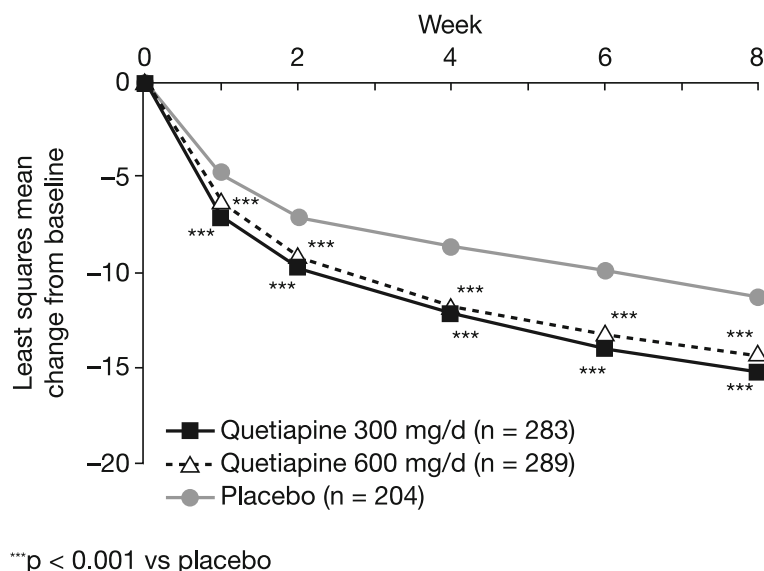 Week
0 2 4 6 8
0
−5
−10
−15
−20
Least squares mean
change from baseline
***
***
***
***
***
***
***
***
***
***
Quetiapine 300 mg/d (n = 283)
Quetiapine 600 mg/d (n = 289)
Placebo (n = 204)
***p < 0.001 vs placebo